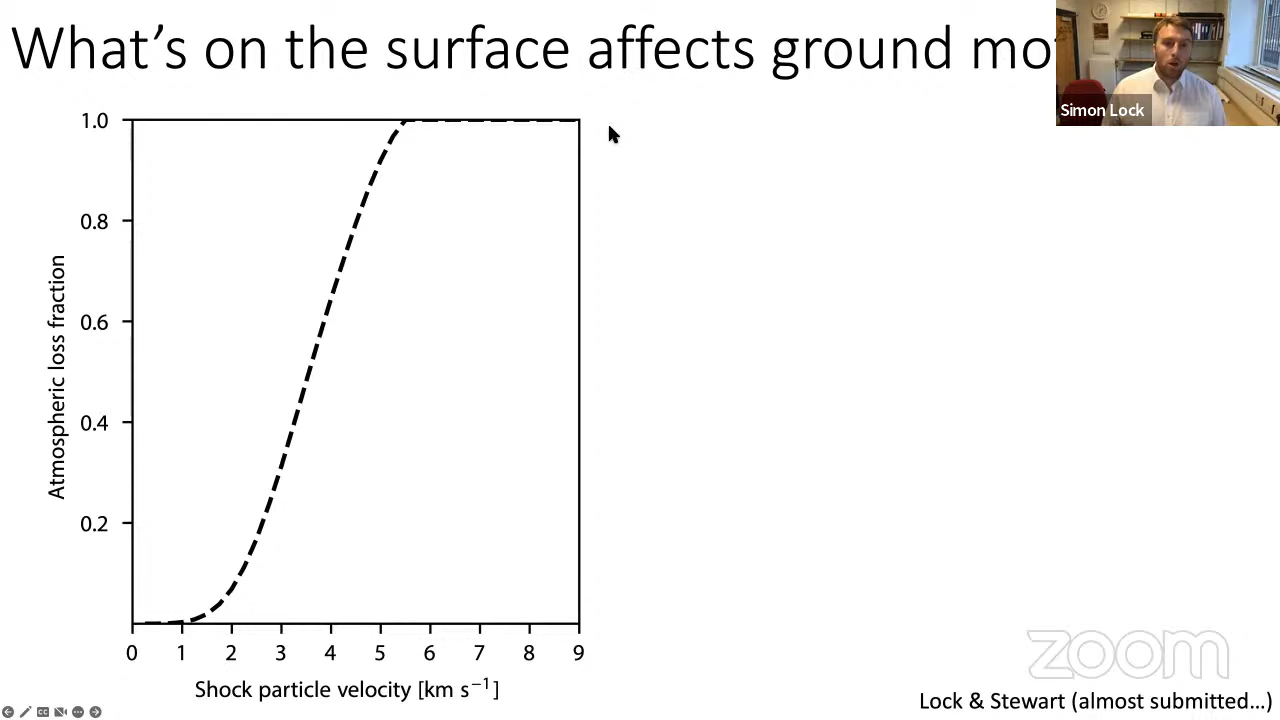 What's on the surface affects ground mo
Simon Lock
1.0
0.8
0.6
0.4
0.2
Atmospheric loss fraction
0 1 2 3 4 5 6 7 8 9
Shock particle velocity [km s⁻¹]
zoom
Lock & Stewart (almost submitted…)